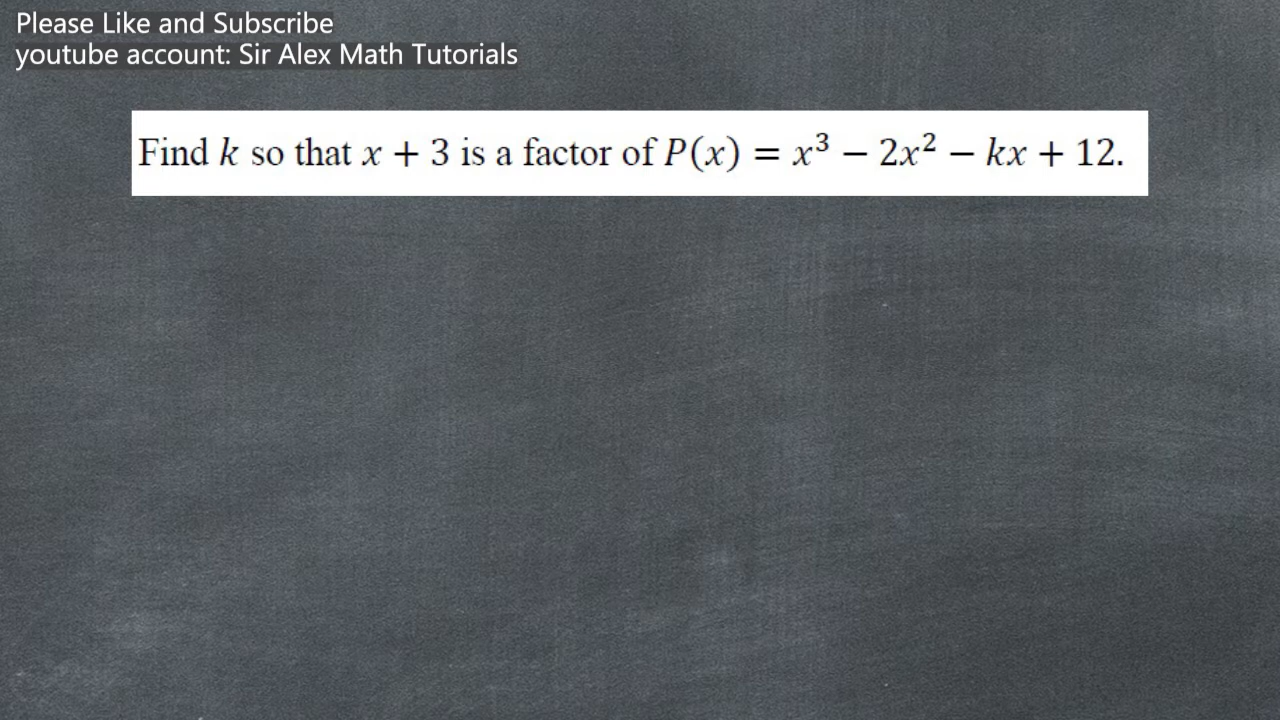 Please Like and Subscribe
youtube account: Sir Alex Math Tutorials
Find k so that x + 3 is a factor of P(x) = x³ − 2x² − kx + 12.